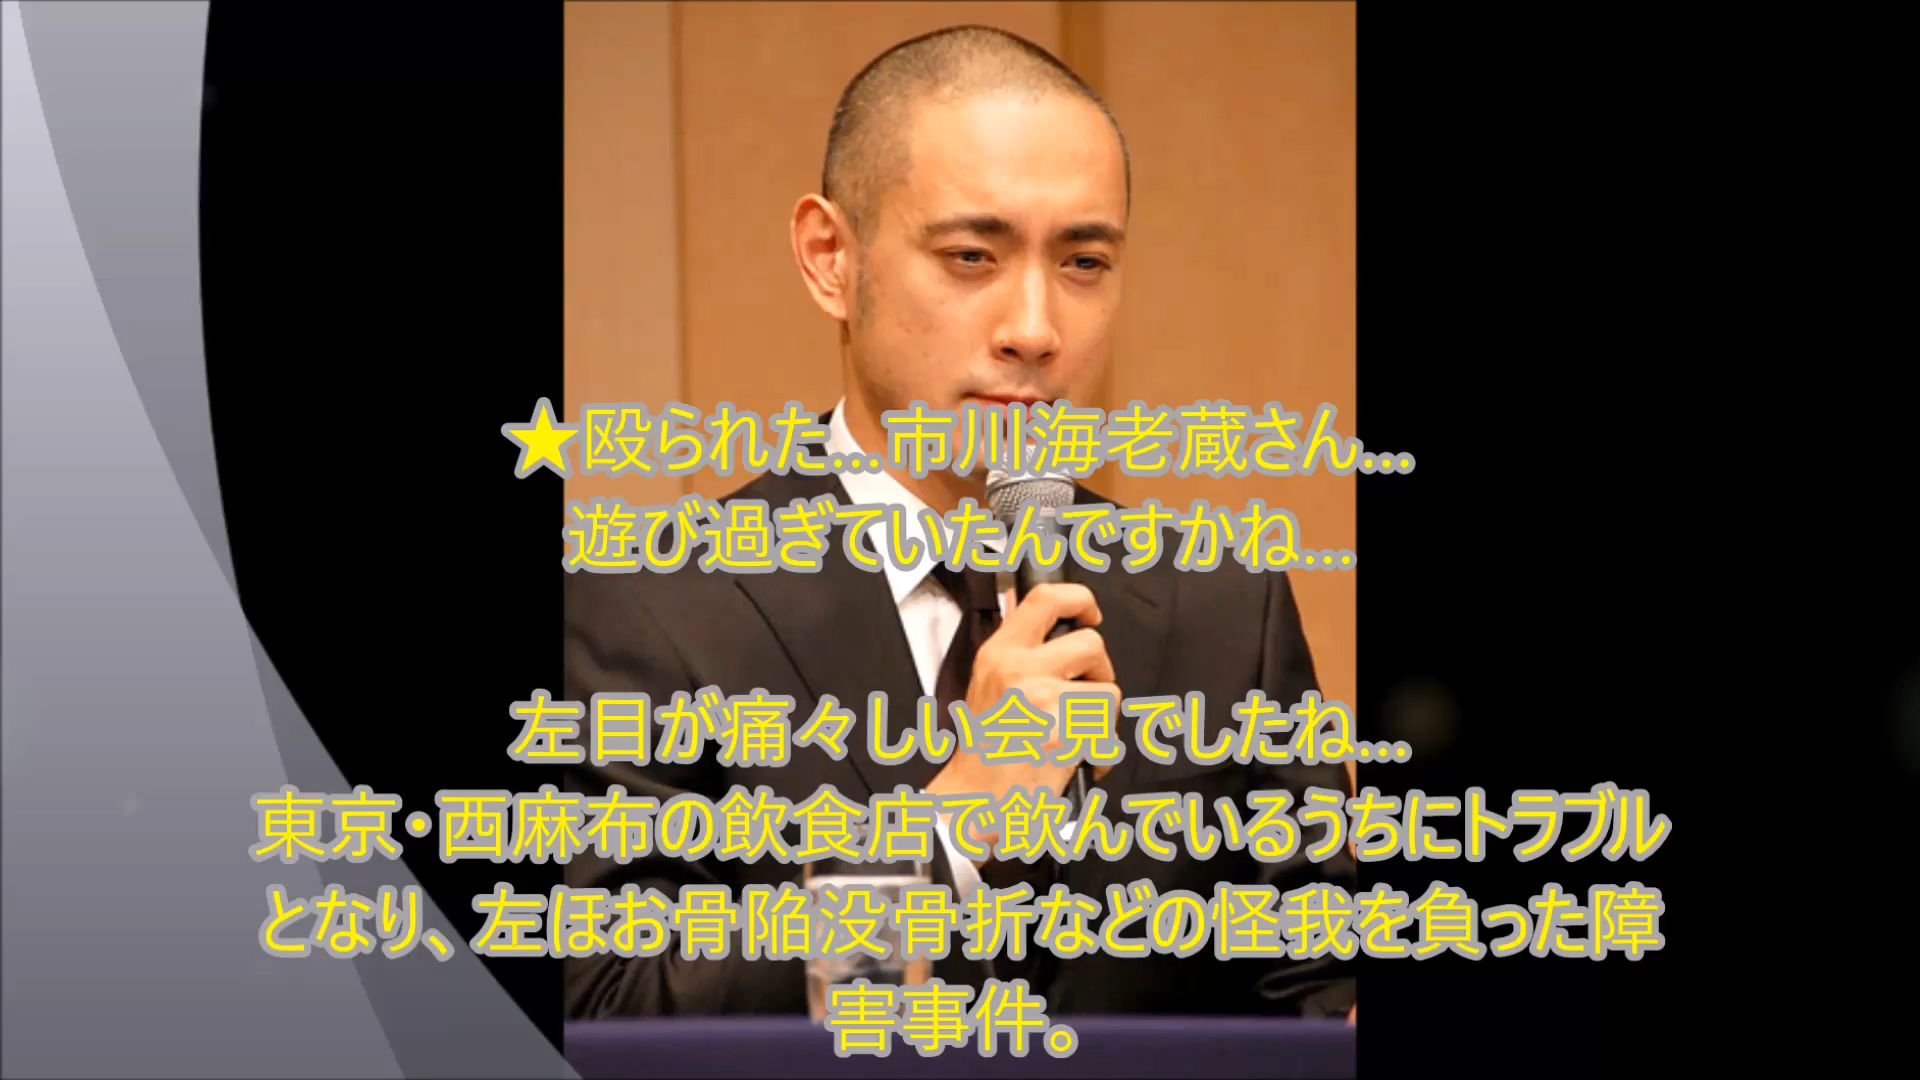 ★殴られた...市川海老蔵さん...
遊び過ぎていたんですかね...
左目が痛々しい会見でしたね...
東京・西麻布の飲食店で飲んでいるうちにトラブル
となり、左ほお骨陥没骨折などの怪我を負った障
害事件。